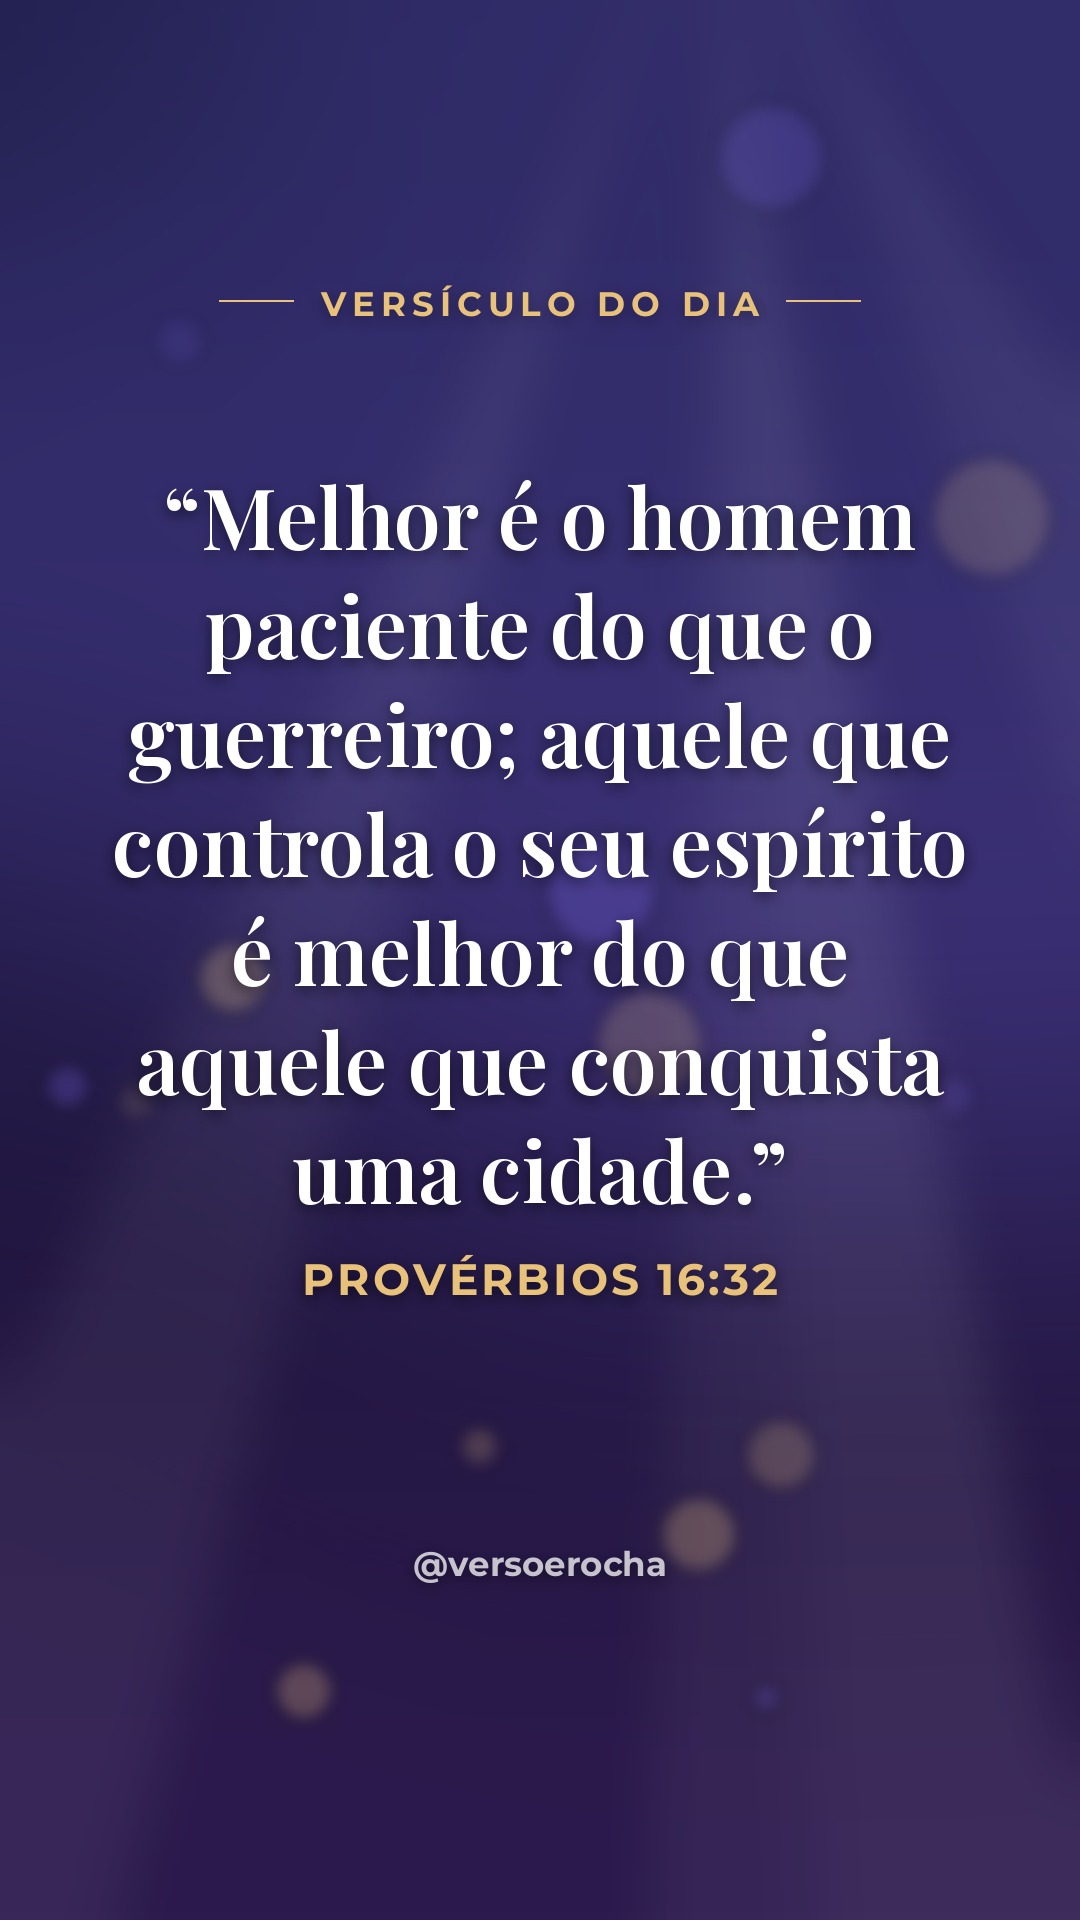 VERSÍCULO DO DIA
“Melhor é o homem
paciente do que o
guerreiro; aquele que
controla o seu espírito
é melhor do que
aquele que conquista
uma cidade.”
PROVÉRBIOS 16:32
@versoerocha